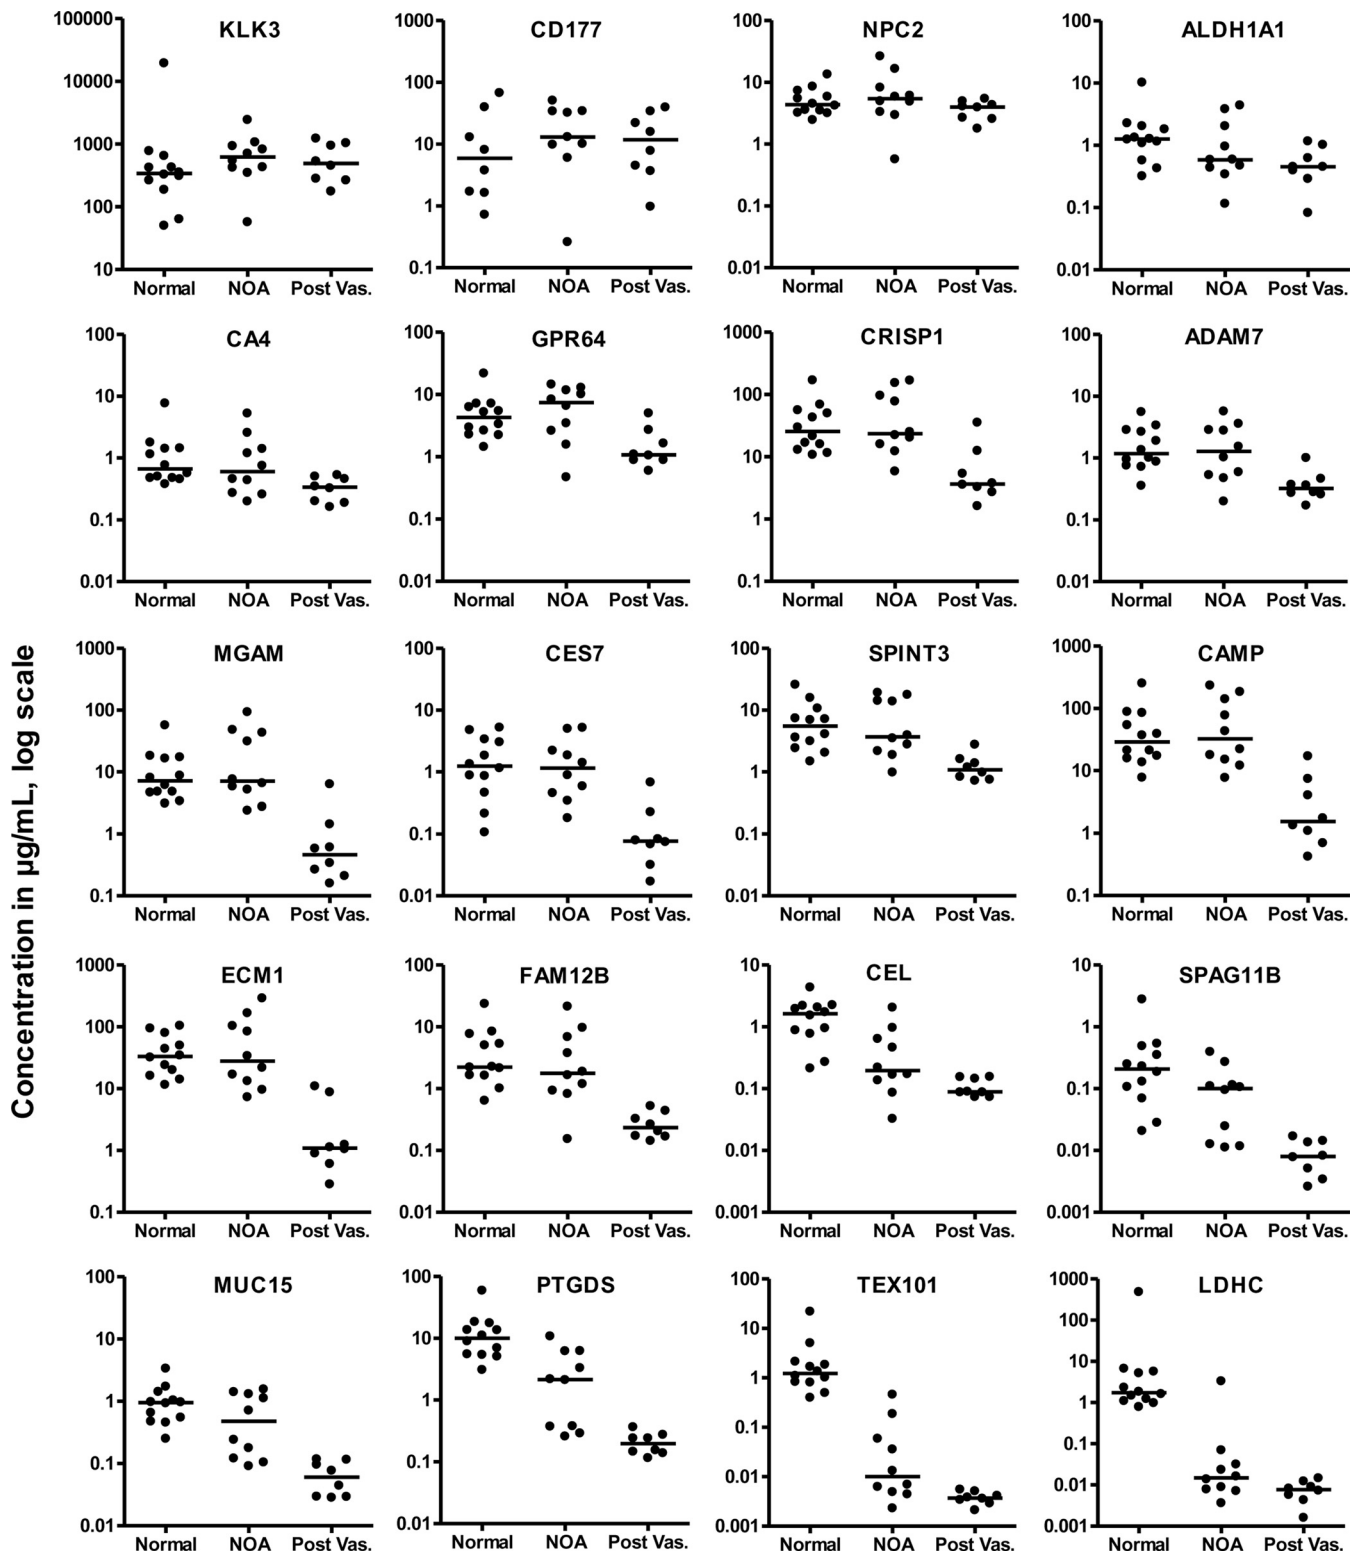 Concentration in µg/mL, log scale
KLK3
100000
10000
1000
100
10
Normal NOA Post Vas.
CD177
1000
100
10
1
0.1
Normal NOA Post Vas.
NPC2
100
10
1
0.1
0.01
Normal NOA Post Vas.
ALDH1A1
100
10
1
0.1
0.01
Normal NOA Post Vas.
CA4
100
10
1
0.1
0.01
Normal NOA Post Vas.
GPR64
100
10
1
0.1
0.01
Normal NOA Post Vas.
CRISP1
1000
100
10
1
0.1
Normal NOA Post Vas.
ADAM7
100
10
1
0.1
0.01
Normal NOA Post Vas.
MGAM
1000
100
10
1
0.1
Normal NOA Post Vas.
CES7
100
10
1
0.1
0.01
Normal NOA Post Vas.
SPINT3
100
10
1
0.1
0.01
Normal NOA Post Vas.
CAMP
1000
100
10
1
0.1
Normal NOA Post Vas.
ECM1
1000
100
10
1
0.1
Normal NOA Post Vas.
FAM12B
100
10
1
0.1
0.01
Normal NOA Post Vas.
CEL
10
1
0.1
0.01
0.001
Normal NOA Post Vas.
SPAG11B
10
1
0.1
0.01
0.001
Normal NOA Post Vas.
MUC15
100
10
1
0.1
0.01
Normal NOA Post Vas.
PTGDS
100
10
1
0.1
0.01
Normal NOA Post Vas.
TEX101
100
10
1
0.1
0.01
0.001
Normal NOA Post Vas.
LDHC
1000
100
10
1
0.1
0.01
0.001
Normal NOA Post Vas.